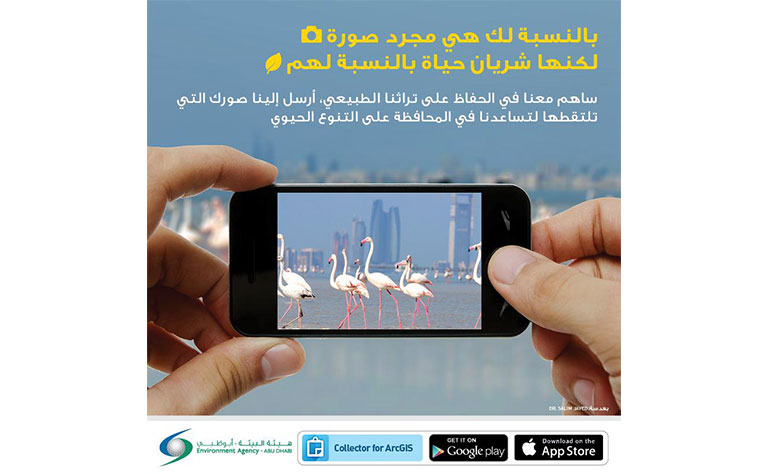 بالنسبة لك هي مجرد صورة
لكنها شريان حياة بالنسبة لهم
ساهم معنا في الحفاظ على تراثنا الطبيعي، أرسل إلينا صورك التي
تلتقطها لتساعدنا في المحافظة على التنوع الحيوي
بعدسة DR. SALIM JAVED
هيئة البيئة - أبوظبي
Environment Agency - ABU DHABI
Collector for ArcGIS
GET IT ON
Google play
Download on the
App Store